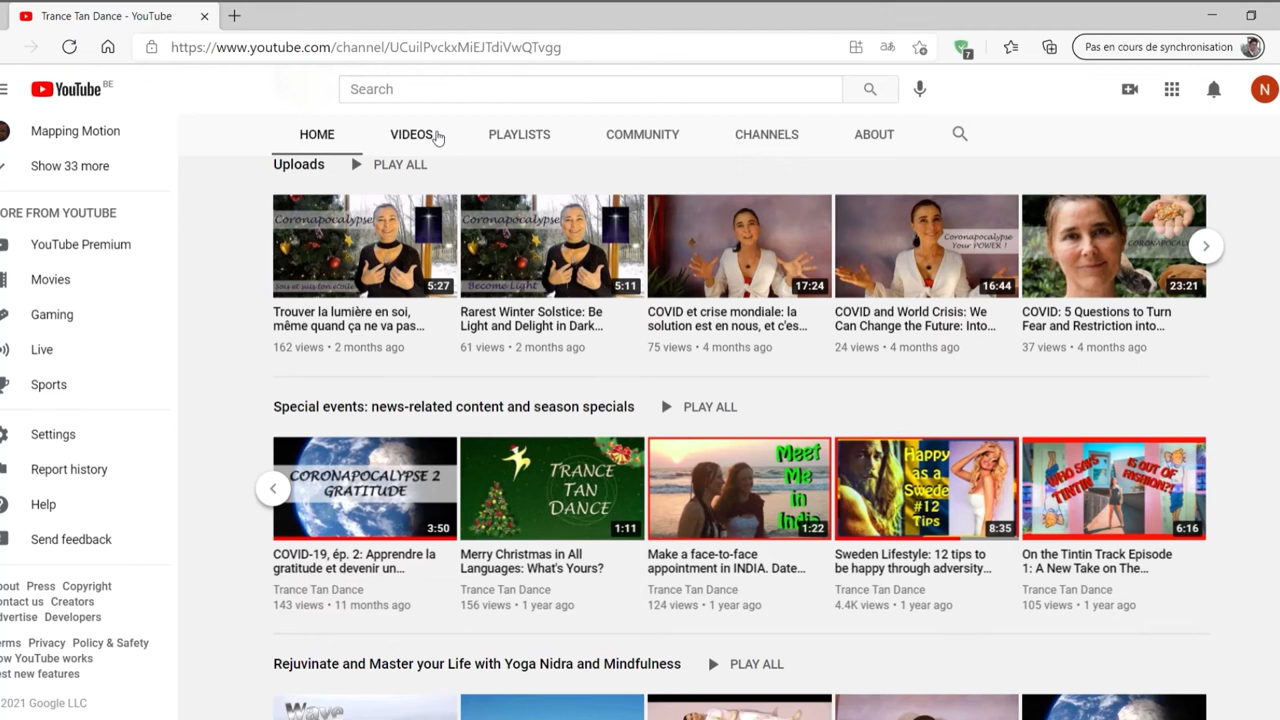 Trance Tan Dance - YouTube
https://www.youtube.com/channel/UCuilPvckxMiEJTdiVwQTvgg
7
Pas en cours de synchronisation
YouTube BE
Search
N
Mapping Motion
Show 33 more
ORE FROM YOUTUBE
YouTube Premium
Movies
Gaming
Live
Sports
Settings
Report history
Help
Send feedback
bout Press Copyright
ontact us Creators
dvertise Developers
erms Privacy Policy & Safety
ow YouTube works
est new features
2021 Google LLC
HOME VIDEOS PLAYLISTS COMMUNITY CHANNELS ABOUT
Uploads PLAY ALL
Coronapocalypse
Sois et suis ton étoile
5:27
Coronapocalypse
Become Light
5:11
17:24
Coronapocalypse
Your POWER !
16:44
CORONAPOCALYPSE
23:21
Trouver la lumière en soi,
même quand ça ne va pas...
162 views • 2 months ago
Rarest Winter Solstice: Be
Light and Delight in Dark...
61 views • 2 months ago
COVID et crise mondiale: la
solution est en nous, et c'es...
75 views • 4 months ago
COVID and World Crisis: We
Can Change the Future: Into...
24 views • 4 months ago
COVID: 5 Questions to Turn
Fear and Restriction into...
37 views • 4 months ago
Special events: news-related content and season specials PLAY ALL
CORONAPOCALYPSE 2
GRATITUDE
3:50
TRANCE
TAN
DANCE
1:11
Meet
Me
in
India
1:22
Happy
as a
Swede
#12
Tips
8:35
WHO SAYS
TINTIN
IS OUT OF
FASHION?!
6:16
COVID-19, ép. 2: Apprendre la
gratitude et devenir un...
Trance Tan Dance
143 views • 11 months ago
Merry Christmas in All
Languages: What's Yours?
Trance Tan Dance
156 views • 1 year ago
Make a face-to-face
appointment in INDIA. Date...
Trance Tan Dance
124 views • 1 year ago
Sweden Lifestyle: 12 tips to
be happy through adversity...
Trance Tan Dance
4.4K views • 1 year ago
On the Tintin Track Episode
1: A New Take on The...
Trance Tan Dance
105 views • 1 year ago
Rejuvinate and Master your Life with Yoga Nidra and Mindfulness PLAY ALL
Wave